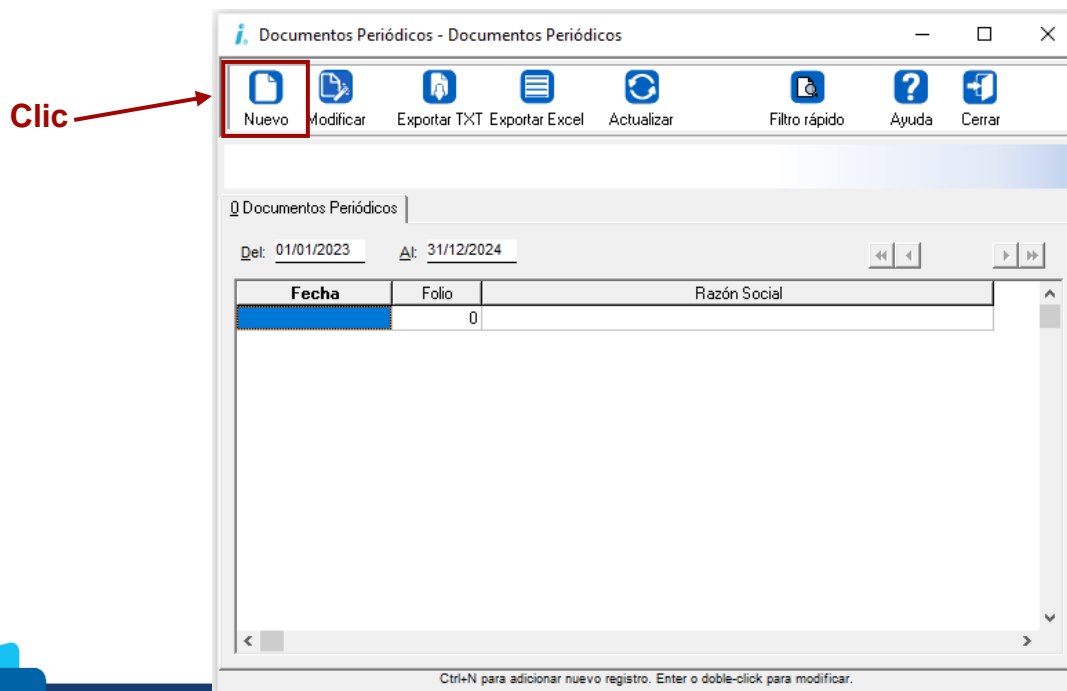 Documentos Periódicos - Documentos Periódicos
Clic
Nuevo Modificar Exportar TXT Exportar Excel Actualizar Filtro rápido Ayuda Cerrar
0 Documentos Periódicos
Del: 01/01/2023 Al: 31/12/2024
Fecha Folio Razón Social
0
Ctrl+N para adicionar nuevo registro. Enter o doble-click para modificar.